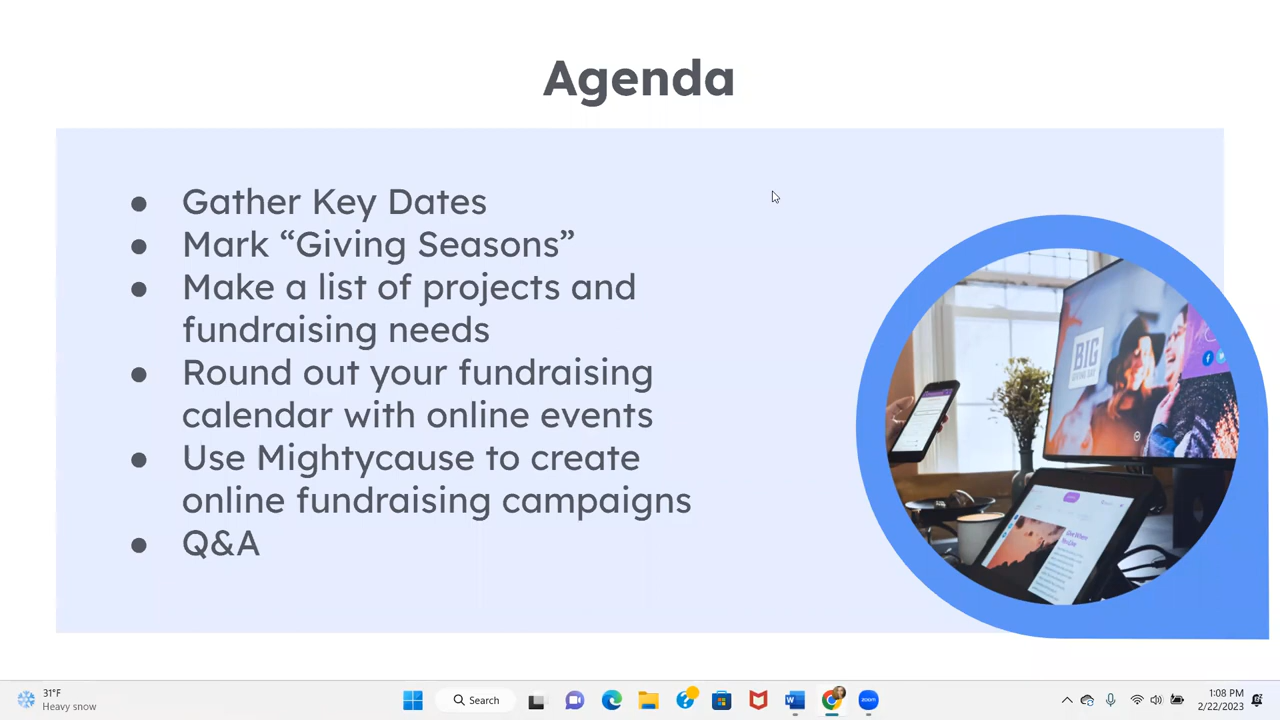 Agenda
● Gather Key Dates
● Mark “Giving Seasons”
● Make a list of projects and
fundraising needs
● Round out your fundraising
calendar with online events
● Use Mightycause to create
online fundraising campaigns
● Q&A
BIG
31°F
Heavy snow
Search
zoom
1:08 PM
2/22/2023